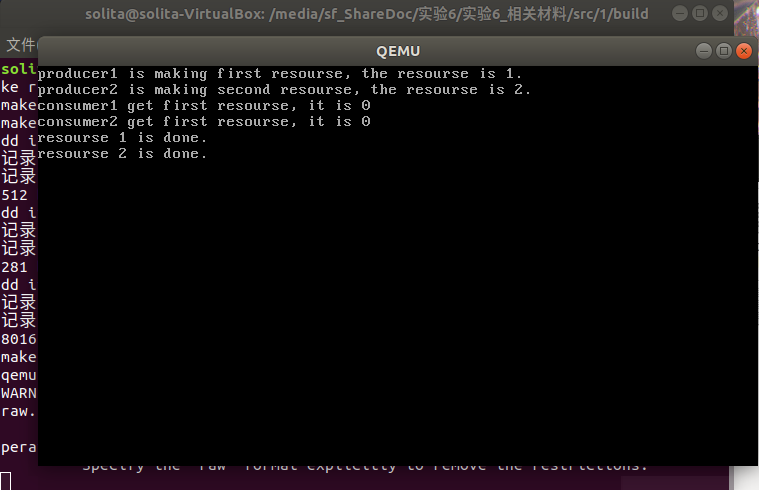 solita@solita-VirtualBox: /media/sf_ShareDoc/实验6/实验6_相关材料/src/1/build
文件
QEMU
soli
producer1 is making first resourse, the resourse is 1.
ke r
producer2 is making second resourse, the resourse is 2.
make
consumer1 get first resourse, it is 0
make
consumer2 get first resourse, it is 0
dd i
resourse 1 is done.
记录
resourse 2 is done.
记录
512
dd i
记录
记录
281
dd i
记录
记录
8016
make
qemu
WARN
raw.
pera
Specify the 'raw' format explicitly to remove the restrictions.